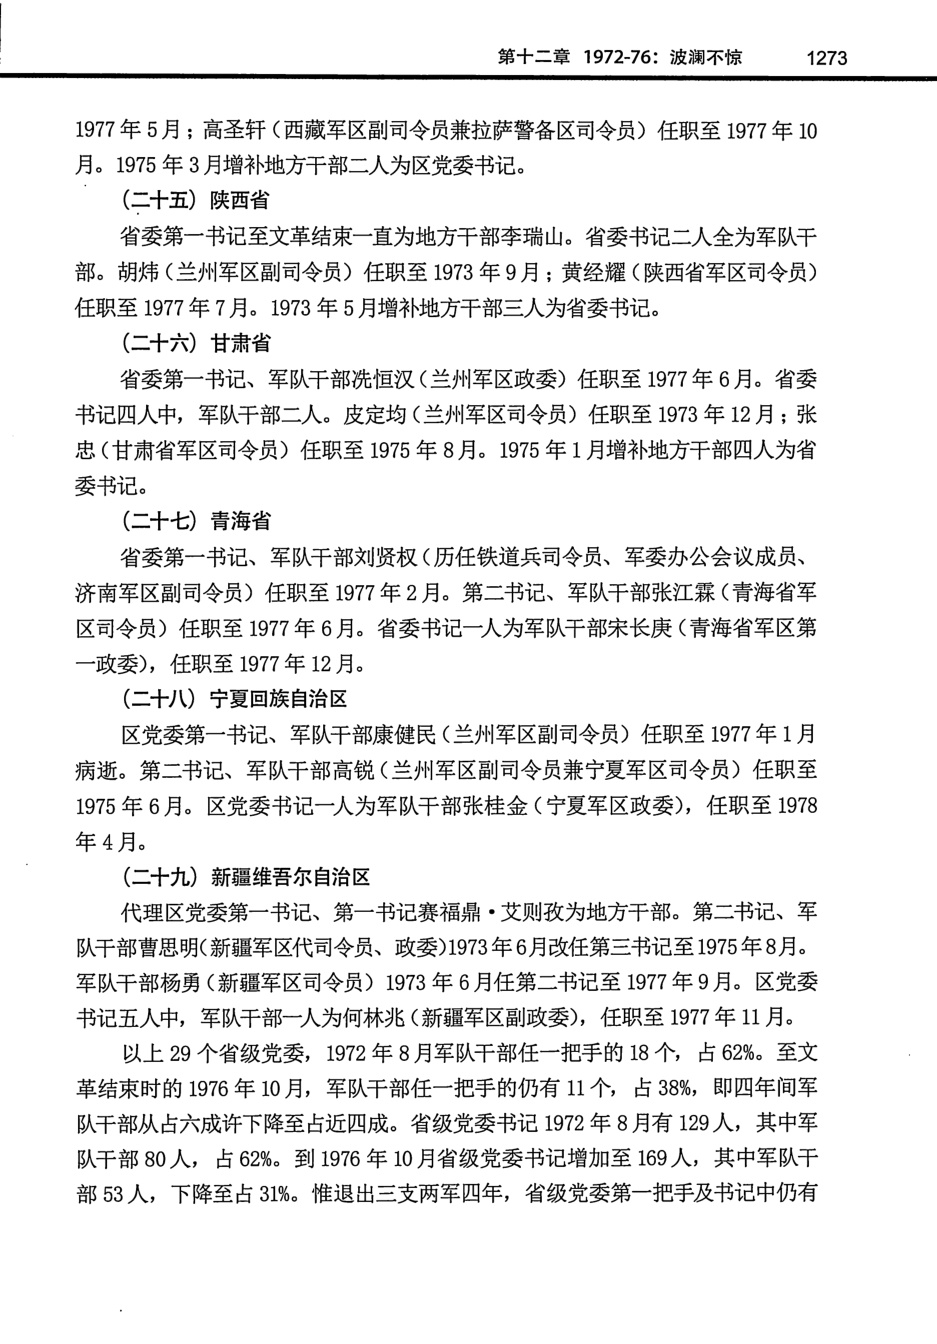 第十二章 1972-76：波澜不惊 1273
1977 年 5 月；高圣轩（西藏军区副司令员兼拉萨警备区司令员）任职至 1977 年 10
月。1975 年 3 月增补地方干部二人为区党委书记。
（二十五）陕西省
省委第一书记至文革结束一直为地方干部李瑞山。省委书记二人全为军队干
部。胡炜（兰州军区副司令员）任职至 1973 年 9 月；黄经耀（陕西省军区司令员）
任职至 1977 年 7 月。1973 年 5 月增补地方干部三人为省委书记。
（二十六）甘肃省
省委第一书记、军队干部冼恒汉（兰州军区政委）任职至 1977 年 6 月。省委
书记四人中，军队干部二人。皮定均（兰州军区司令员）任职至 1973 年 12 月；张
忠（甘肃省军区司令员）任职至 1975 年 8 月。1975 年 1 月增补地方干部四人为省
委书记。
（二十七）青海省
省委第一书记、军队干部刘贤权（历任铁道兵司令员、军委办公会议成员、
济南军区副司令员）任职至 1977 年 2 月。第二书记、军队干部张江霖（青海省军
区司令员）任职至 1977 年 6 月。省委书记一人为军队干部宋长庚（青海省军区第
一政委），任职至 1977 年 12 月。
（二十八）宁夏回族自治区
区党委第一书记、军队干部康健民（兰州军区副司令员）任职至 1977 年 1 月
病逝。第二书记、军队干部高锐（兰州军区副司令员兼宁夏军区司令员）任职至
1975 年 6 月。区党委书记一人为军队干部张桂金（宁夏军区政委），任职至 1978
年 4 月。
（二十九）新疆维吾尔自治区
代理区党委第一书记、第一书记赛福鼎·艾则孜为地方干部。第二书记、军
队干部曹思明（新疆军区代司令员、政委）1973 年 6 月改任第三书记至 1975 年 8 月。
军队干部杨勇（新疆军区司令员）1973 年 6 月任第二书记至 1977 年 9 月。区党委
书记五人中，军队干部一人为何林兆（新疆军区副政委），任职至 1977 年 11 月。
以上 29 个省级党委，1972 年 8 月军队干部任一把手的 18 个，占 62%。至文
革结束时的 1976 年 10 月，军队干部任一把手的仍有 11 个，占 38%，即四年间军
队干部从占六成许下降至占近四成。省级党委书记 1972 年 8 月有 129 人，其中军
队干部 80 人，占 62%。到 1976 年 10 月省级党委书记增加至 169 人，其中军队干
部 53 人，下降至占 31%。惟退出三支两军四年，省级党委第一把手及书记中仍有